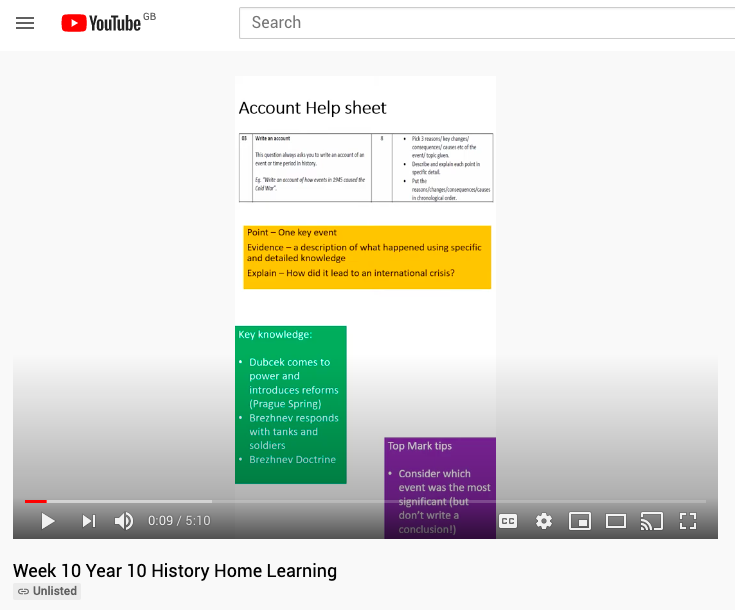 YouTube GB
Search
Account Help sheet
03 Write an account 8
This question always asks you to write an account of an
event or time period in history.
Eg. "Write an account of how events in 1945 caused the
Cold War".
• Pick 3 reasons/ key changes/
consequences/ causes etc of the
event/ topic given.
• Describe and explain each point in
specific detail.
• Put the
reasons/changes/consequences/causes
in chronological order.
Point – One key event
Evidence – a description of what happened using specific
and detailed knowledge
Explain – How did it lead to an international crisis?
Key knowledge:
• Dubcek comes to
power and
introduces reforms
(Prague Spring)
• Brezhnev responds
with tanks and
soldiers
• Brezhnev Doctrine
Top Mark tips
• Consider which
event was the most
significant (but
don't write a
conclusion!)
0:09 / 5:10
CC
Week 10 Year 10 History Home Learning
Unlisted